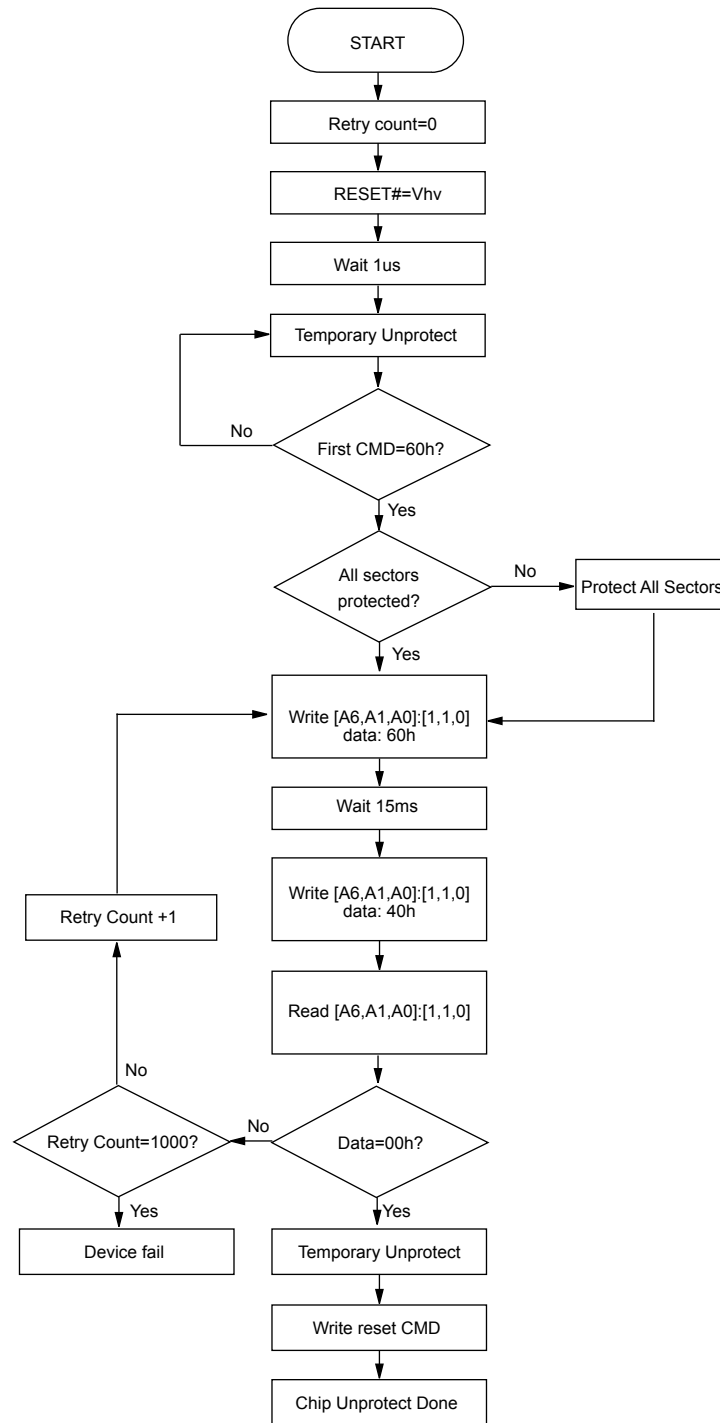 START
Retry count=0
RESET#=Vhv
Wait 1us
Temporary Unprotect
No
First CMD=60h?
Yes
All sectors
protected?
No
Protect All Sectors
Yes
Write [A6,A1,A0]:[1,1,0]
data: 60h
Wait 15ms
Write [A6,A1,A0]:[1,1,0]
data: 40h
Retry Count +1
Read [A6,A1,A0]:[1,1,0]
No
Retry Count=1000?
No
Data=00h?
Yes
Yes
Device fail
Temporary Unprotect
Write reset CMD
Chip Unprotect Done